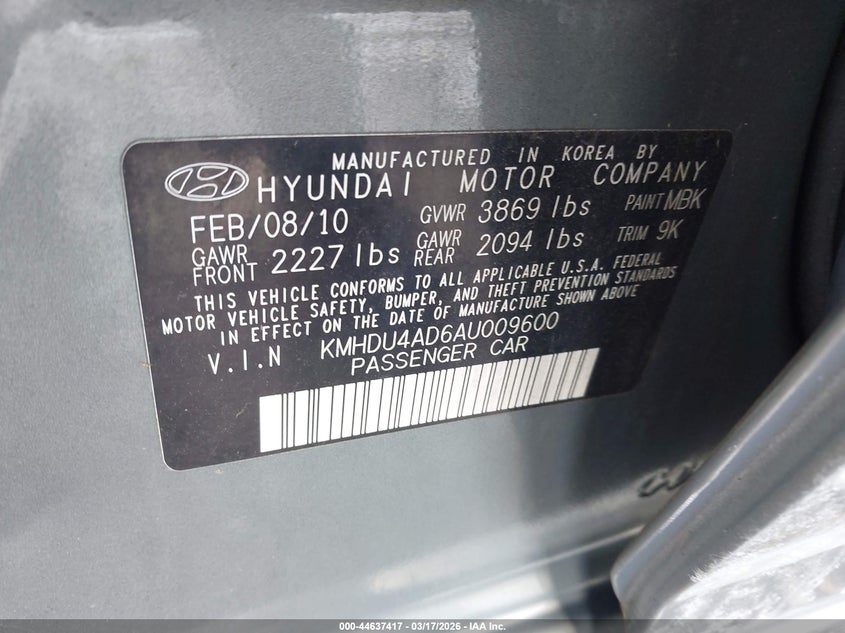 MANUFACTURED IN KOREA BY
HYUNDAI MOTOR COMPANY
FEB/08/10 GVWR 3869 lbs PAINT MBK
GAWR FRONT 2227 lbs GAWR REAR 2094 lbs TRIM 9K
THIS VEHICLE CONFORMS TO ALL APPLICABLE U.S.A. FEDERAL
MOTOR VEHICLE SAFETY, BUMPER, AND THEFT PREVENTION STANDARDS
IN EFFECT ON THE DATE OF MANUFACTURE SHOWN ABOVE
V.I.N KMHDU4AD6AU009600
PASSENGER CAR
000-44637417 | 03/17/2026 | IAA Inc.